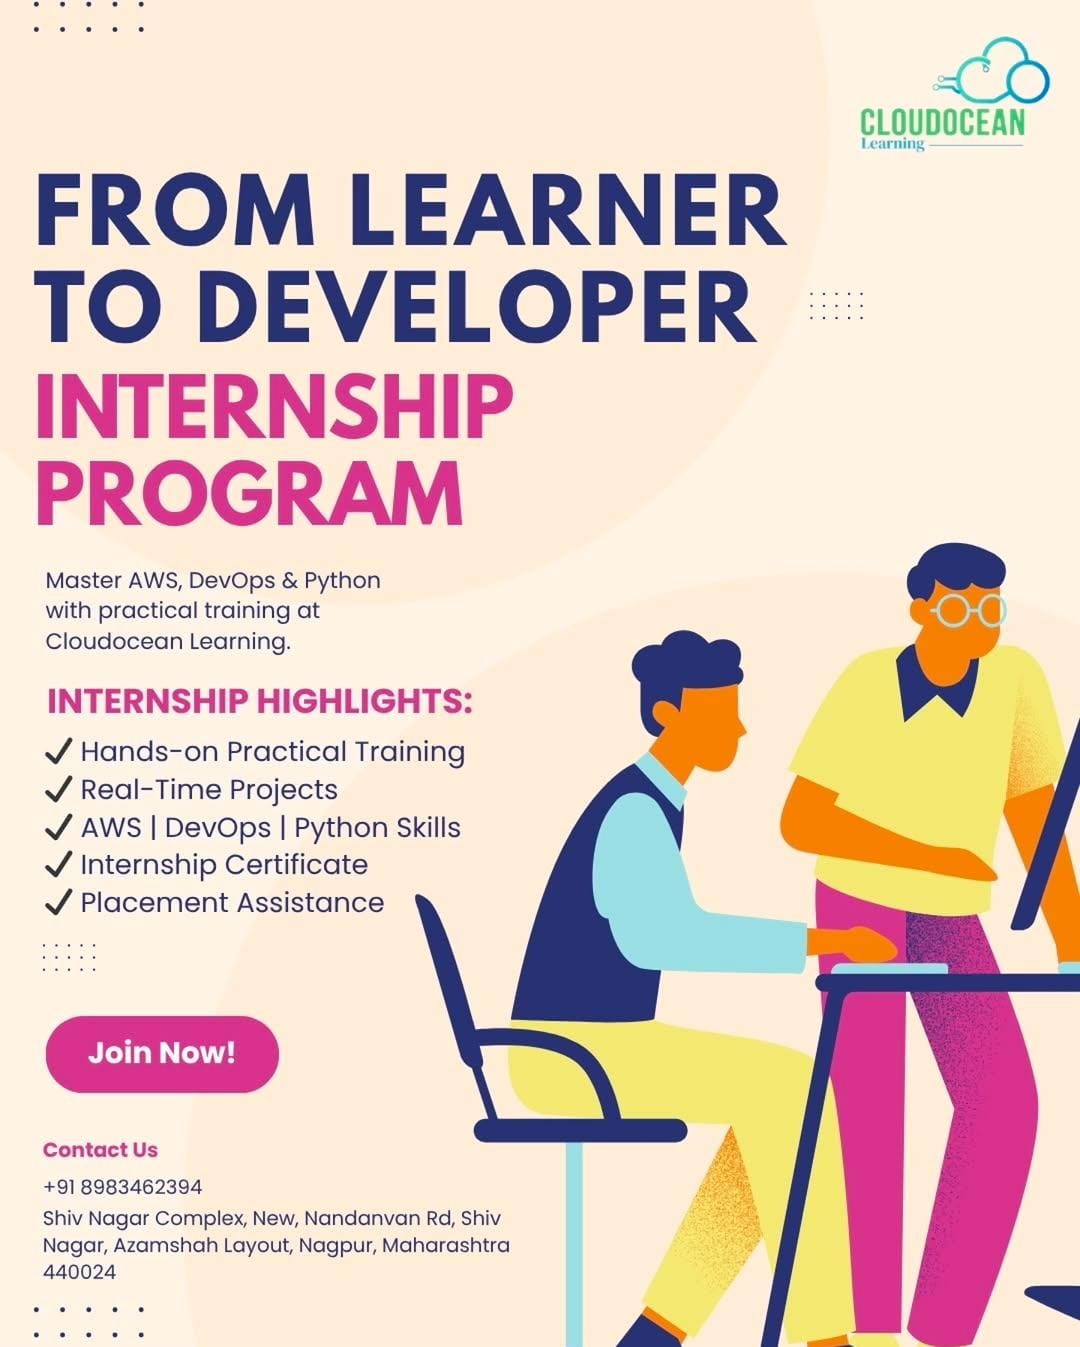 CLOUDOCEAN
Learning
FROM LEARNER
TO DEVELOPER
INTERNSHIP
PROGRAM
Master AWS, DevOps & Python
with practical training at
Cloudocean Learning.
INTERNSHIP HIGHLIGHTS:
✓ Hands-on Practical Training
✓ Real-Time Projects
✓ AWS | DevOps | Python Skills
✓ Internship Certificate
✓ Placement Assistance
Join Now!
Contact Us
+91 8983462394
Shiv Nagar Complex, New, Nandanvan Rd, Shiv
Nagar, Azamshah Layout, Nagpur, Maharashtra
440024